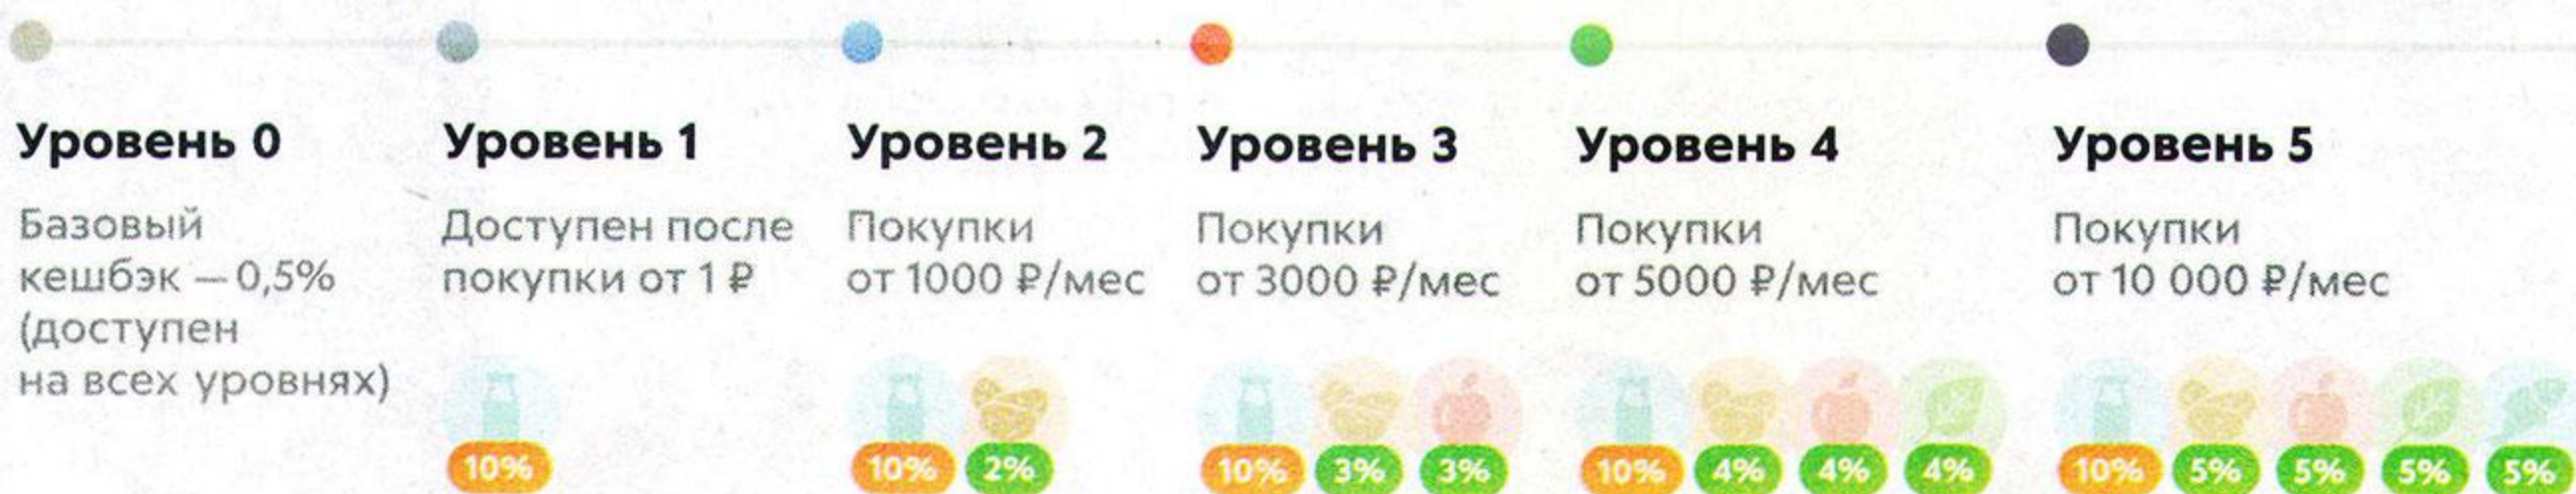 Уровень 0
Базовый
кешбэк — 0,5%
(доступен
на всех уровнях)
Уровень 1
Доступен после
покупки от 1 ₽
10%
Уровень 2
Покупки
от 1000 ₽/мес
10% 2%
Уровень 3
Покупки
от 3000 ₽/мес
10% 3% 3%
Уровень 4
Покупки
от 5000 ₽/мес
10% 4% 4% 4%
Уровень 5
Покупки
от 10 000 ₽/мес
10% 5% 5% 5% 5%